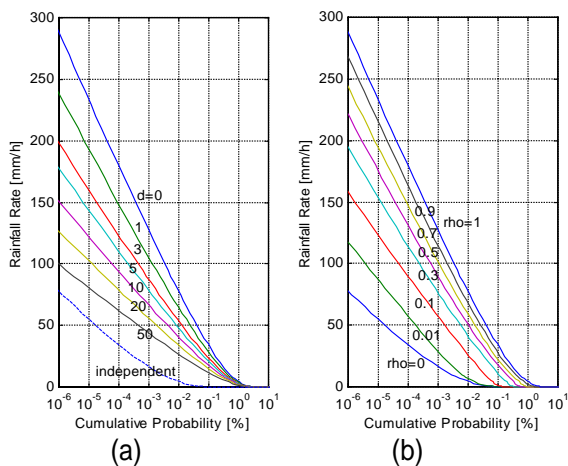 300
250
200
150
100
50
0
Rainfall Rate [mm/h]
d=0
1
3
5
10
20
50
independent
10^-6 10^-5 10^-4 10^-3 10^-2 10^-1 10^0 10^1
Cumulative Probability [%]
(a)
300
250
200
150
100
50
0
Rainfall Rate [mm/h]
rho=1
0.9
0.7
0.5
0.3
0.1
0.01
rho=0
10^-6 10^-5 10^-4 10^-3 10^-2 10^-1 10^0 10^1
Cumulative Probability [%]
(b)